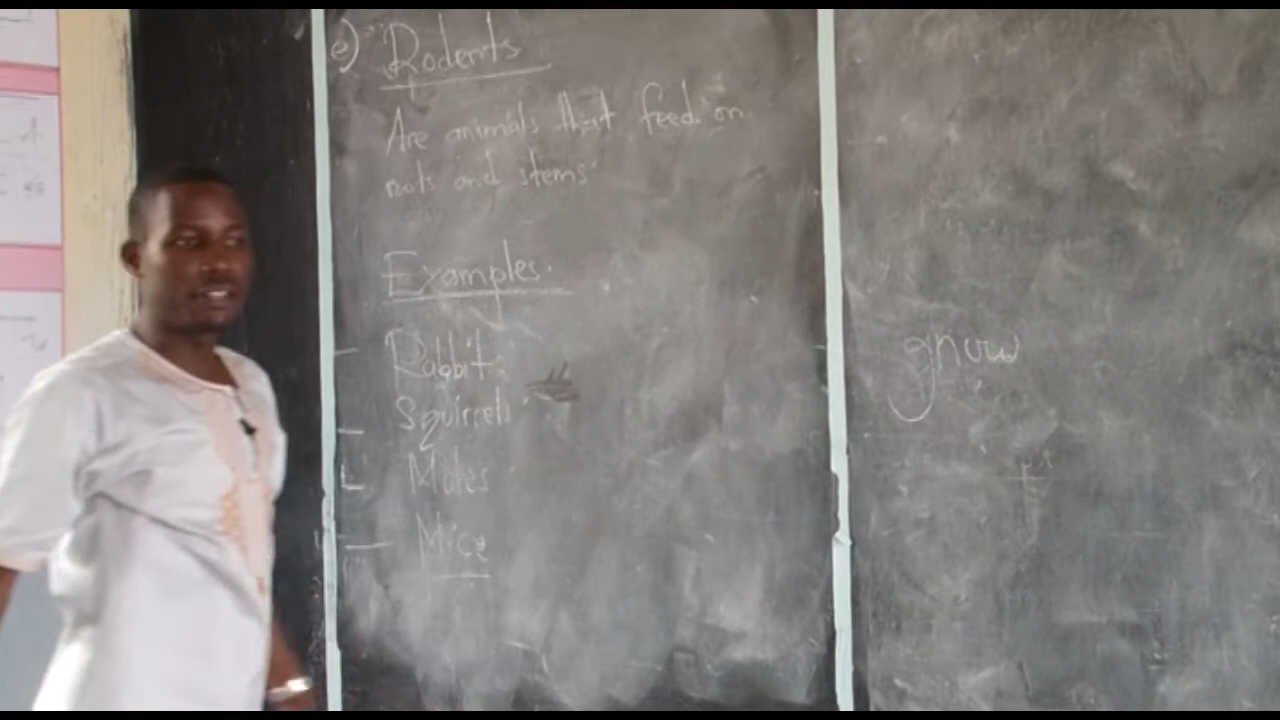 e) Rodents
Are animals that feed on
roots and stems
Examples.
- Rabbit
- Squirrels
- Moles
- Mice
gnaw